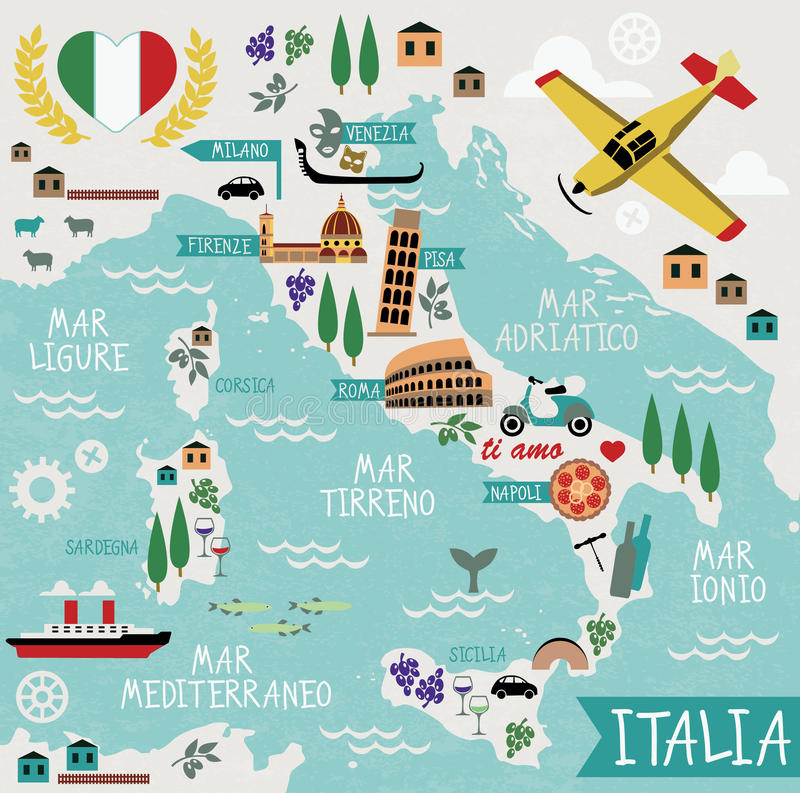 VENEZIA
MILANO
FIRENZE
PISA
MAR
LIGURE
MAR
ADRIATICO
CORSICA
ROMA
dreamstime
ti amo
MAR
TIRRENO
NAPOLI
SARDEGNA
MAR
IONIO
MAR
MEDITERRANEO
SICILIA
ITALIA